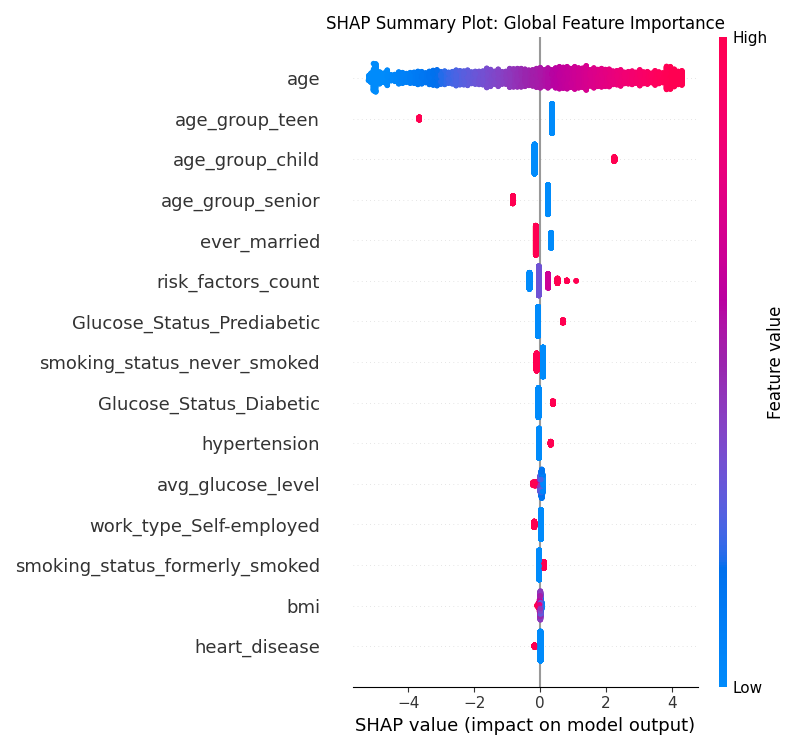 SHAP Summary Plot: Global Feature Importance
High
age
age_group_teen
age_group_child
age_group_senior
ever_married
risk_factors_count
Glucose_Status_Prediabetic
smoking_status_never_smoked
Glucose_Status_Diabetic
hypertension
avg_glucose_level
work_type_Self-employed
smoking_status_formerly_smoked
bmi
heart_disease
Feature value
Low
−4 −2 0 2 4
SHAP value (impact on model output)